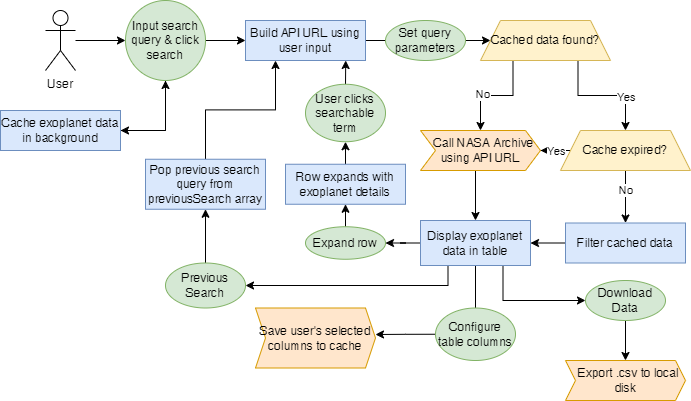 Input search
query & click
search
Build API URL using
user input
Set query
parameters
Cached data found?
User
No
Yes
User clicks
searchable
term
Cache exoplanet data
in background
Call NASA Archive
using API URL
Yes
Cache expired?
Pop previous search
query from
previousSearch array
Row expands with
exoplanet details
No
Expand row
Display exoplanet
data in table
Filter cached data
Previous
Search
Download
Data
Save user's selected
columns to cache
Configure
table columns
Export .csv to local
disk